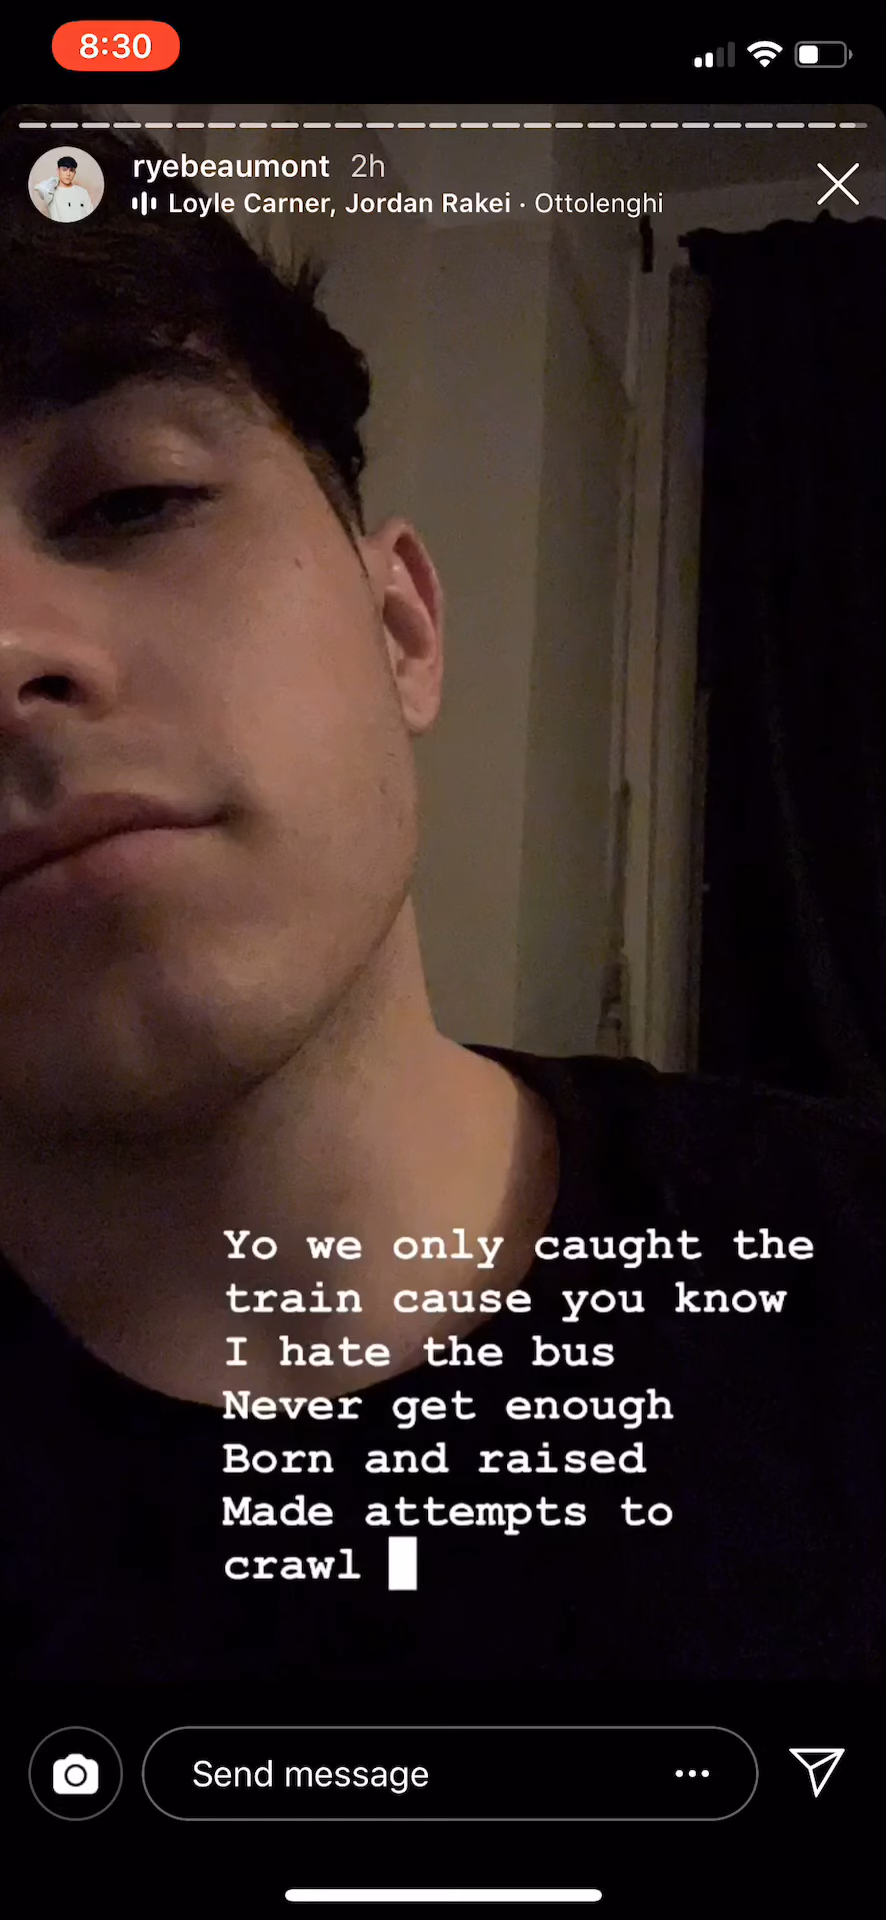 8:30
ryebeaumont 2h
Loyle Carner, Jordan Rakei · Ottolenghi
Yo we only caught the
train cause you know
I hate the bus
Never get enough
Born and raised
Made attempts to
crawl
Send message